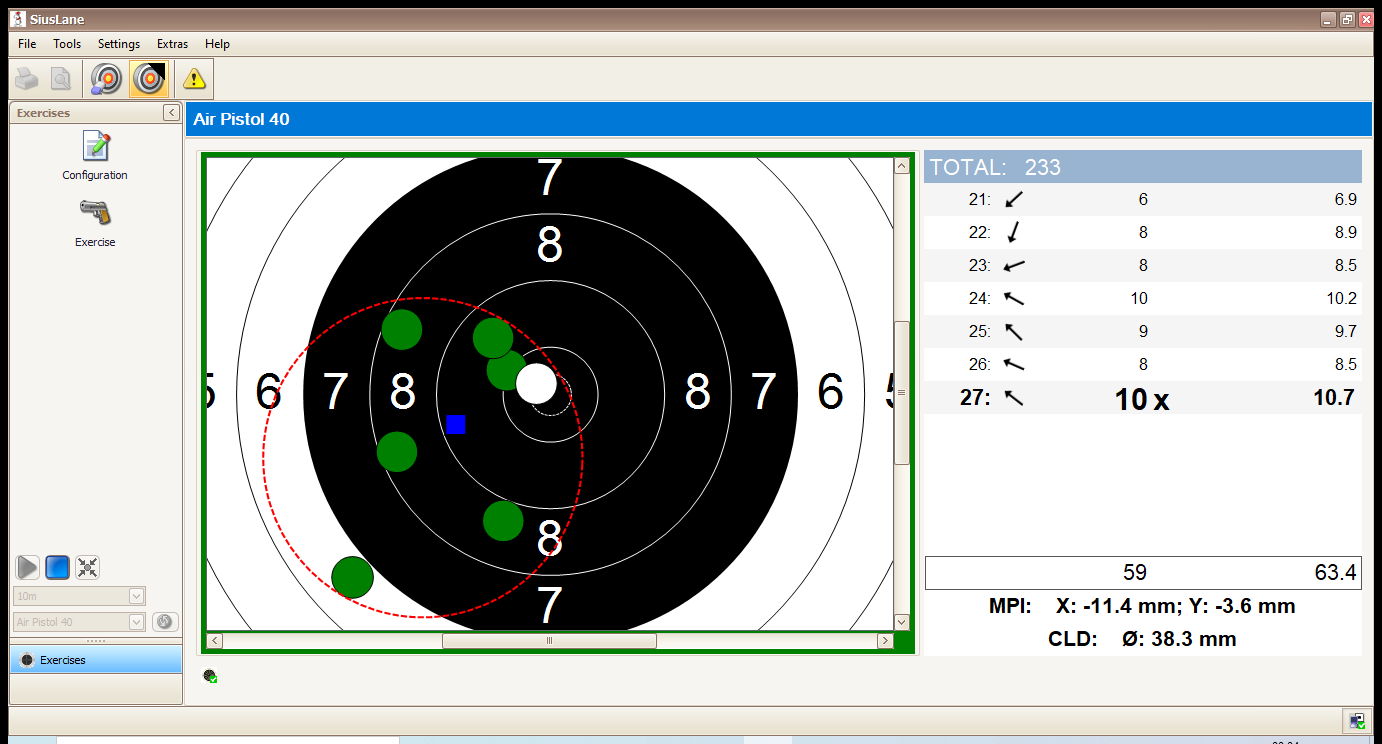 SiusLane
File Tools Settings Extras Help
Exercises
Configuration
Exercise
10m
Air Pistol 40
Exercises
Air Pistol 40
7
8
5 6 7 8 8 7 6 5
8
7
TOTAL: 233
21: 6 6.9
22: 8 8.9
23: 8 8.5
24: 10 10.2
25: 9 9.7
26: 8 8.5
27: 10 x 10.7
59 63.4
MPI: X: -11.4 mm; Y: -3.6 mm
CLD: Ø: 38.3 mm